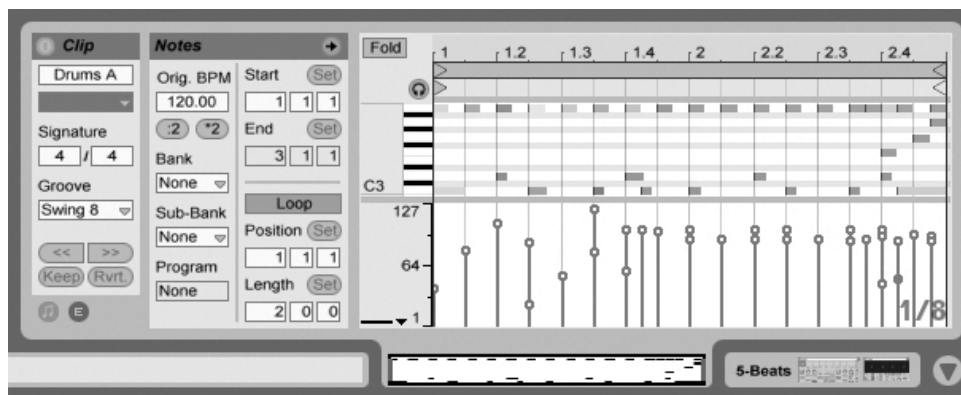 Clip
Drums A
Signature
4 / 4
Groove
Swing 8
<< >>
Keep Rvrt.
E
Notes
Orig. BPM
120.00
:2 *2
Bank
None
Sub-Bank
None
Program
None
Start Set
1 1 1
End Set
3 1 1
Loop
Position Set
1 1 1
Length Set
2 0 0
Fold
1 1.2 1.3 1.4 2 2.2 2.3 2.4
C3
127
64
1
1/8
5-Beats